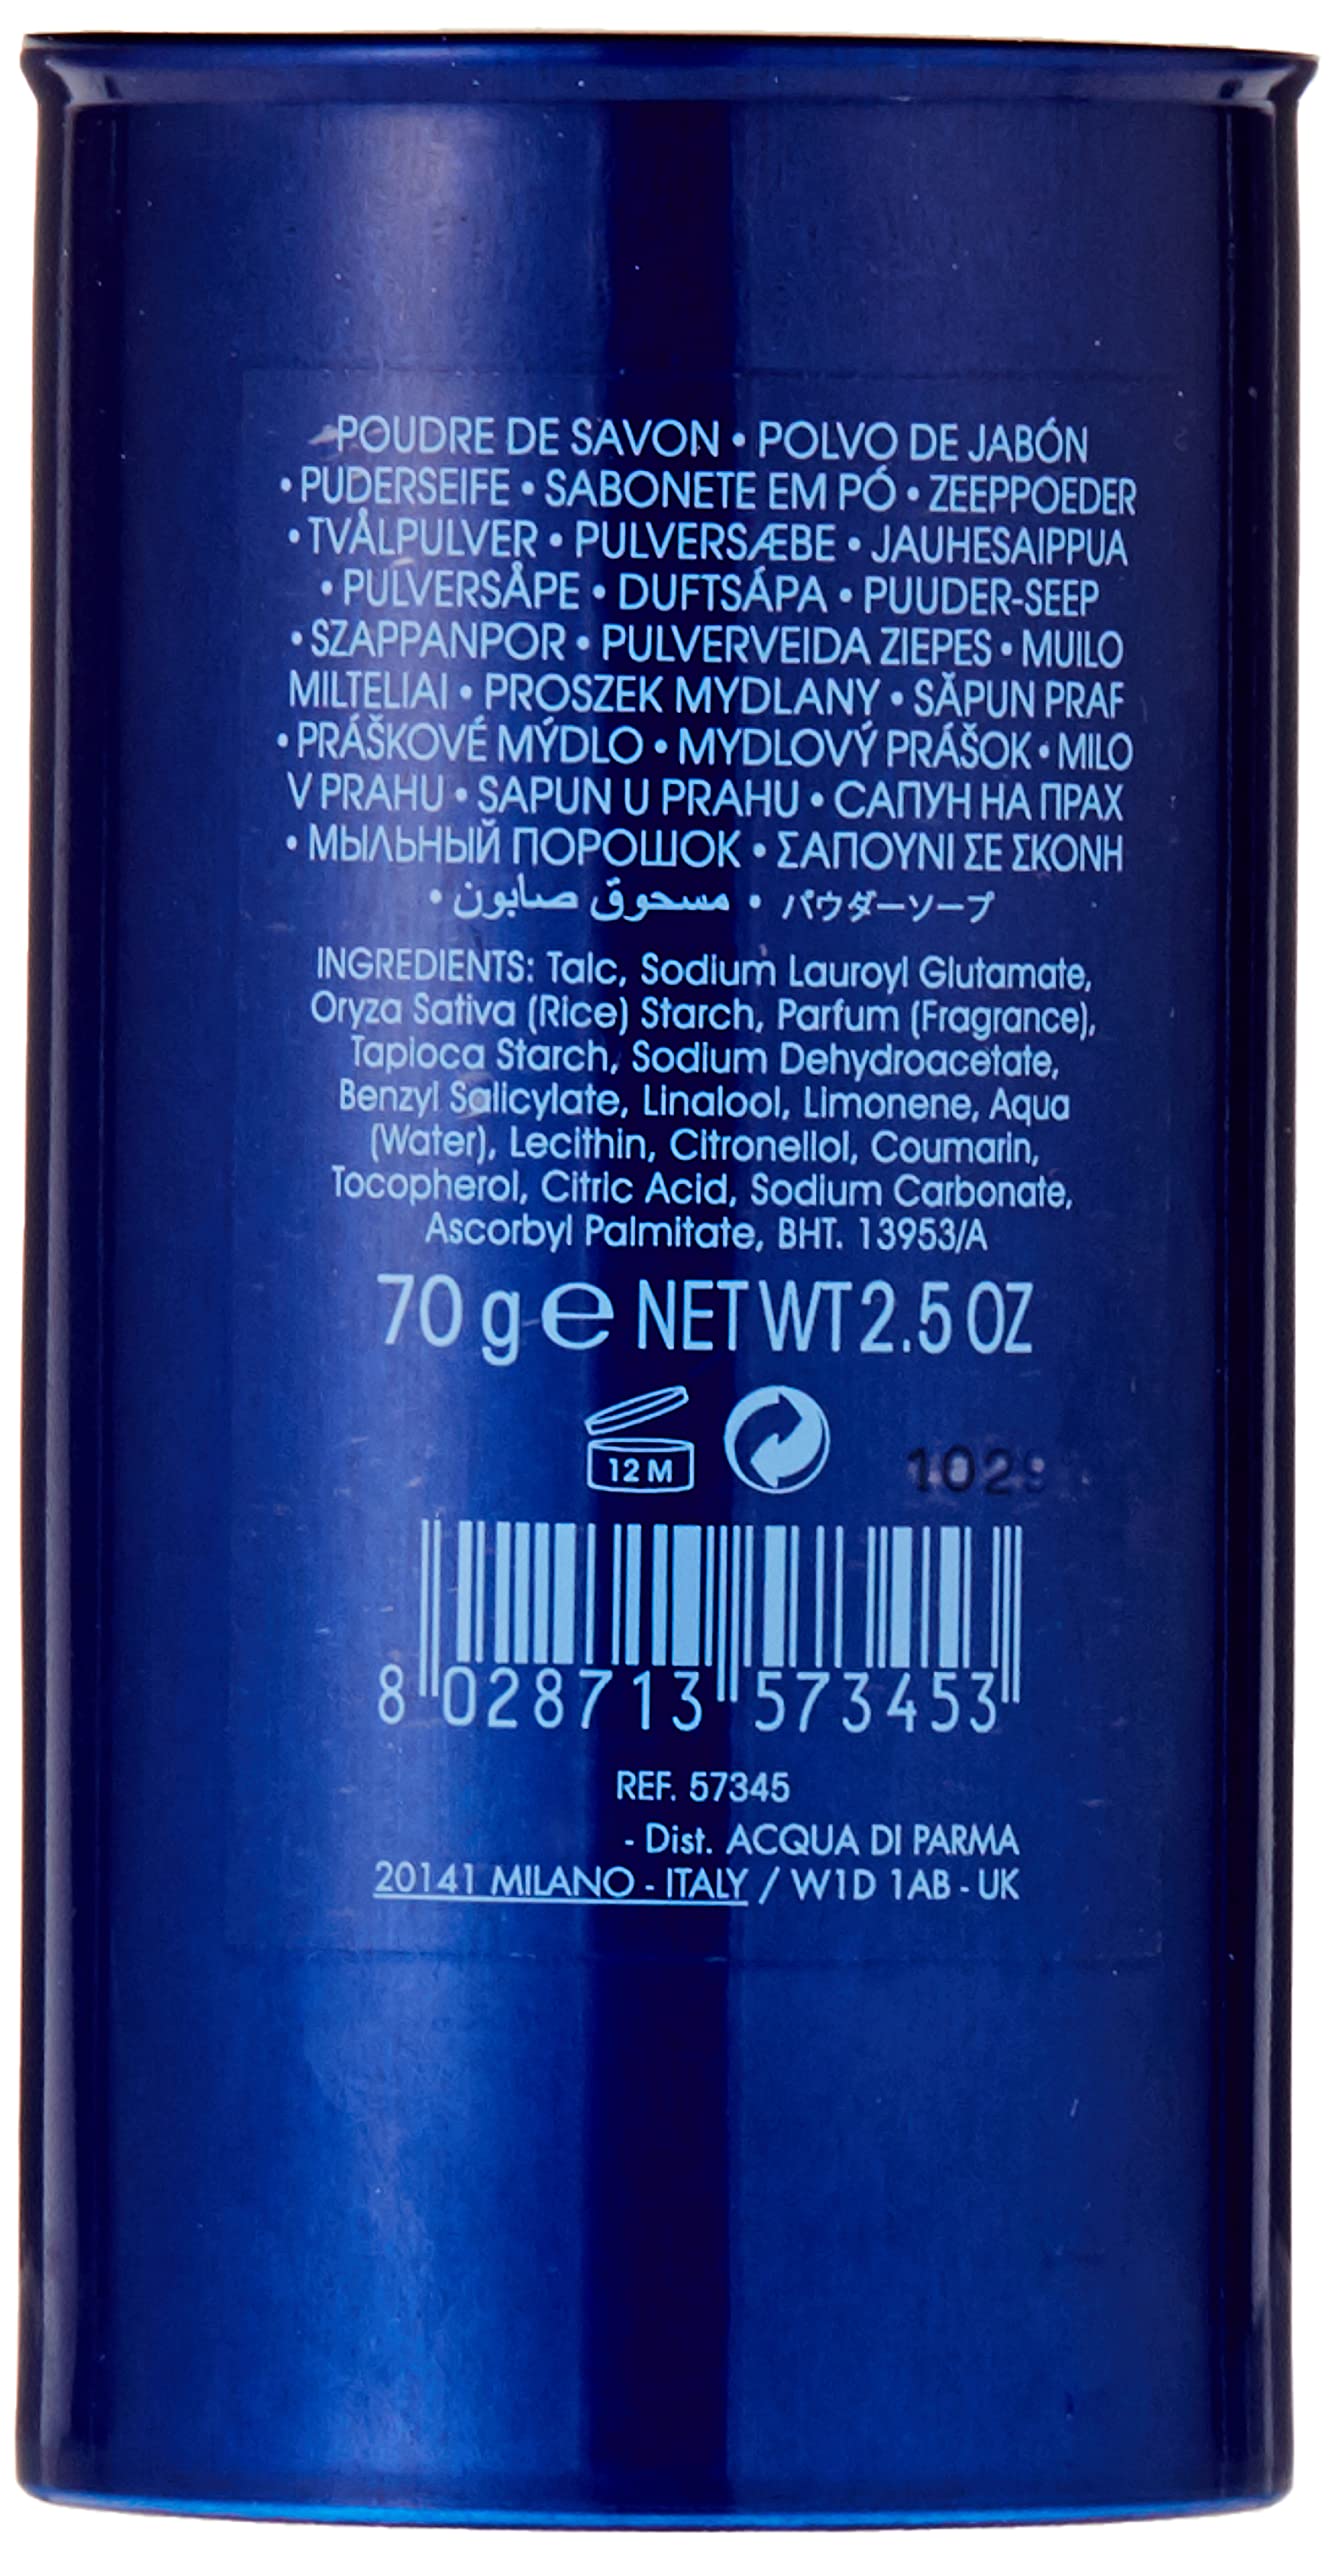 POUDRE DE SAVON • POLVO DE JABÓN
• PUDERSEIFE • SABONETE EM PÓ • ZEEPPOEDER
• TVÅLPULVER • PULVERSÆBE • JAUHESAIPPUA
• PULVERSÅPE • DUFTSÁPA • PUUDER-SEEP
• SZAPPANPOR • PULVERVEIDA ZIEPES • MUILO
MILTELIAI • PROSZEK MYDLANY • SĂPUN PRAF
• PRÁŠKOVÉ MÝDLO • MYDLOVÝ PRÁŠOK • MILO
V PRAHU • SAPUN U PRAHU • САПУН НА ПРАХ
• МЫЛЬНЫЙ ПОРОШОК • ΣΑΠΟΥΝΙ ΣΕ ΣΚΟΝΗ
• مسحوق صابون • パウダーソープ
INGREDIENTS: Talc, Sodium Lauroyl Glutamate,
Oryza Sativa (Rice) Starch, Parfum (Fragrance),
Tapioca Starch, Sodium Dehydroacetate,
Benzyl Salicylate, Linalool, Limonene, Aqua
(Water), Lecithin, Citronellol, Coumarin,
Tocopherol, Citric Acid, Sodium Carbonate,
Ascorbyl Palmitate, BHT. 13953/A
70 g e NET WT 2.5 OZ
12 M
8 028713 573453
REF. 57345
- Dist. ACQUA DI PARMA
20141 MILANO - ITALY / W1D 1AB - UK